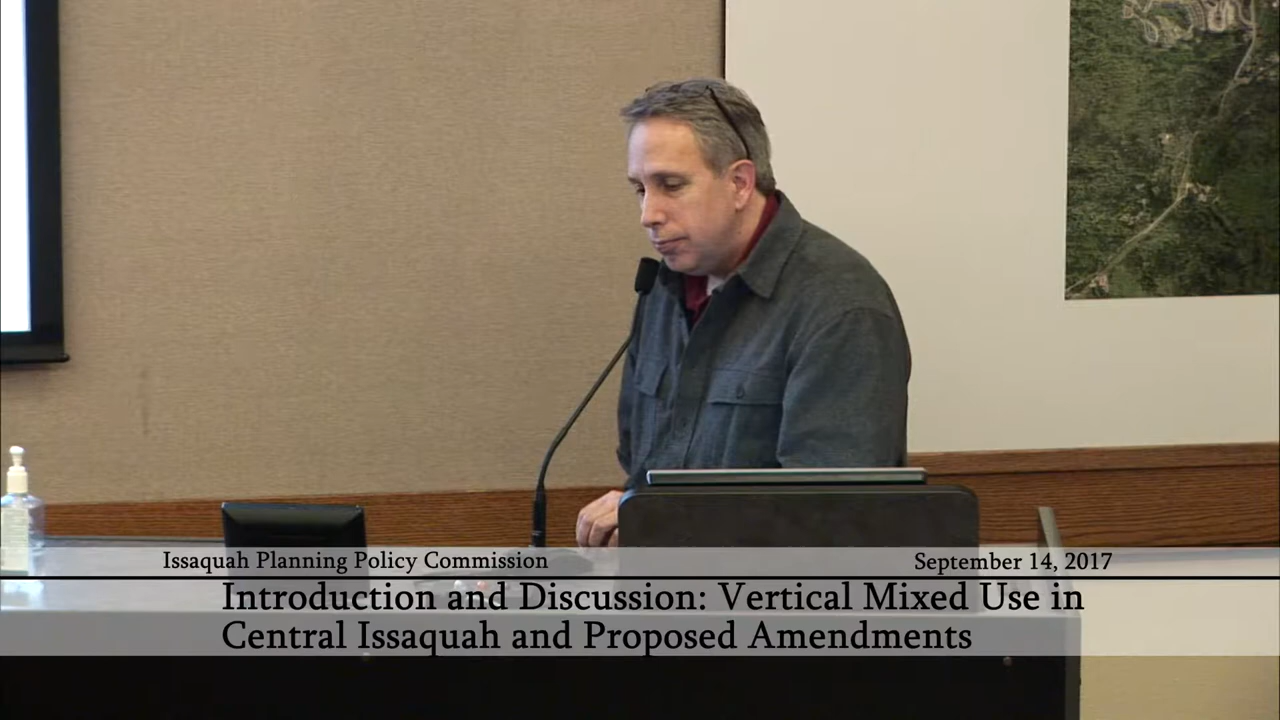 Issaquah Planning Policy Commission
September 14, 2017
Introduction and Discussion: Vertical Mixed Use in
Central Issaquah and Proposed Amendments